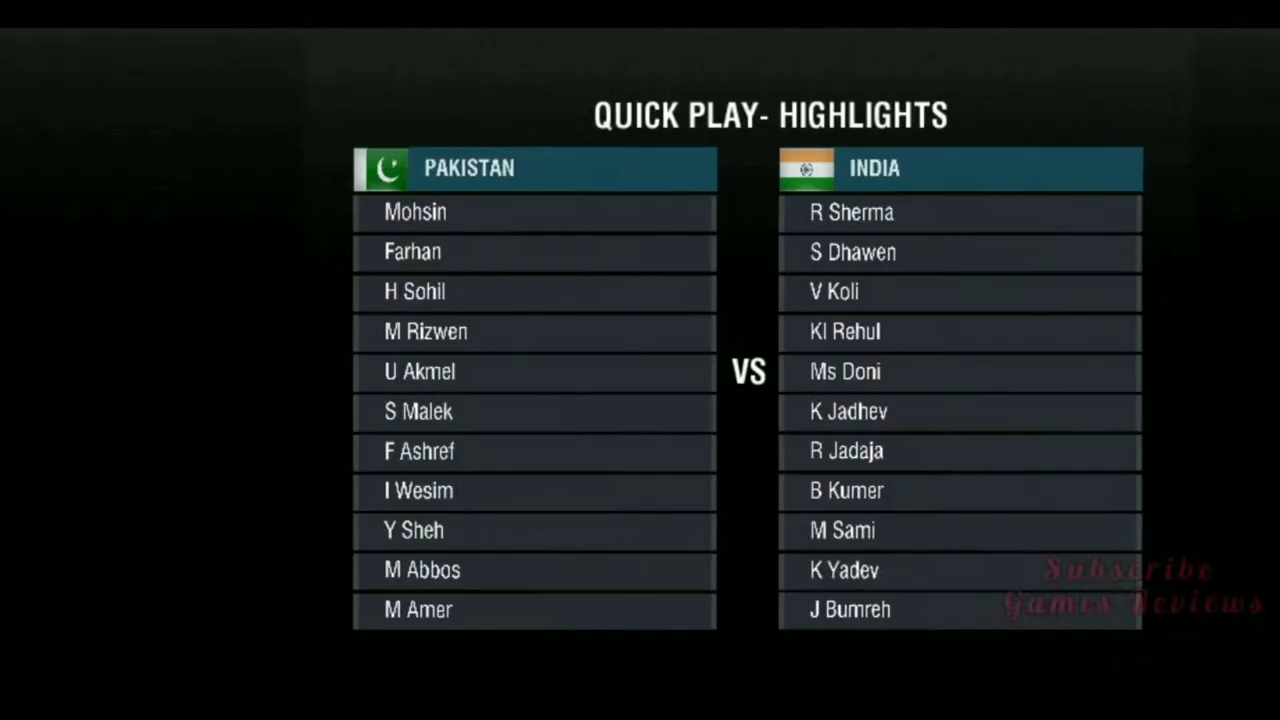 QUICK PLAY- HIGHLIGHTS
PAKISTAN
Mohsin
Farhan
H Sohil
M Rizwen
U Akmel
S Malek
F Ashref
I Wesim
Y Sheh
M Abbos
M Amer
VS
INDIA
R Sherma
S Dhawen
V Koli
Kl Rehul
Ms Doni
K Jadhev
R Jadaja
B Kumer
M Sami
K Yadev
J Bumreh
Subscribe
Games Reviews